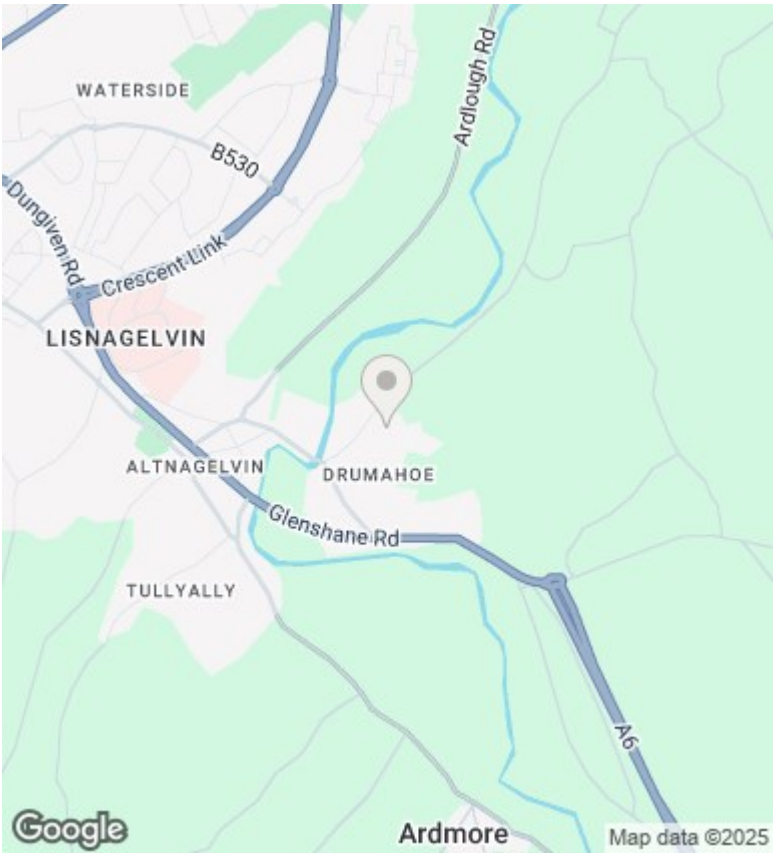 WATERSIDE
Ardlough Rd
B530
Dungiven Rd
Crescent Link
LISNAGELVIN
ALTNAGELVIN
DRUMAHOE
Glenshane Rd
TULLYALLY
A6
Ardmore
Google
Map data ©2025